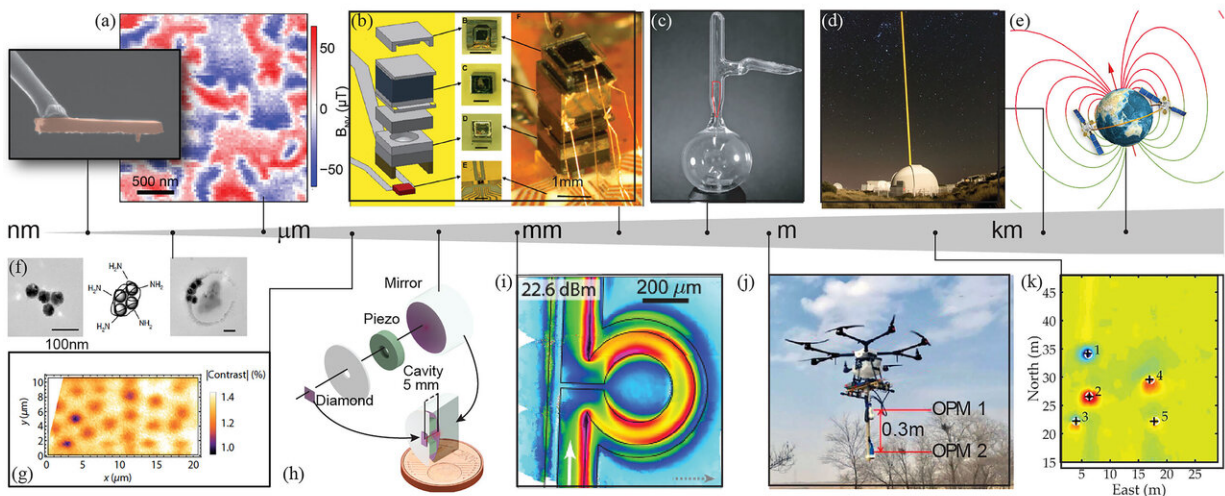 (a)
500 nm
50
0
−50
B_NV (µT)
(b)
B
C
D
E
F
1mm
(c)
(d)
(e)
nm
µm
mm
m
km
(f)
H₂N
NH₂
H₂N
H₂N
NH₂
100nm
(g)
|Contrast| (%)
1.4
1.2
1.0
10
8
6
4
2
0
y(µm)
0
5
10
15
20
x (µm)
(h)
Mirror
Piezo
Cavity
5 mm
Diamond
(i)
22.6 dBm
200 µm
(j)
OPM 1
0.3m
OPM 2
(k)
North (m)
45
40
35
30
25
20
15
1
2
3
4
5
5
10
15
20
25
East (m)